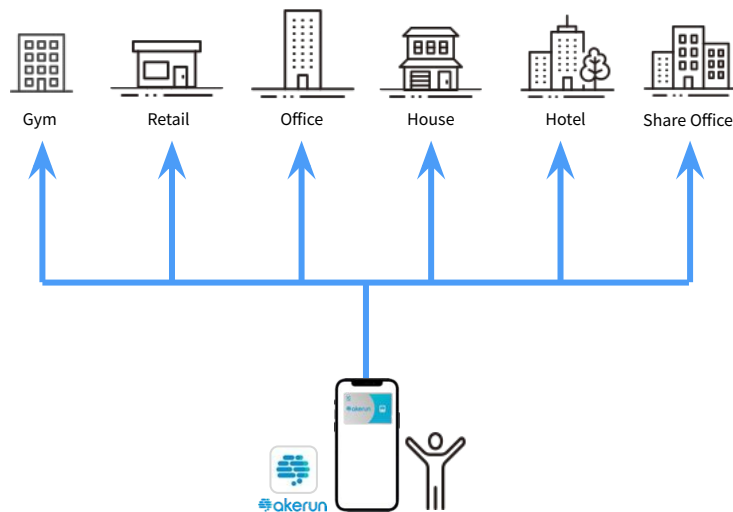 Gym
Retail
Office
House
Hotel
Share Office
akerun
akerun